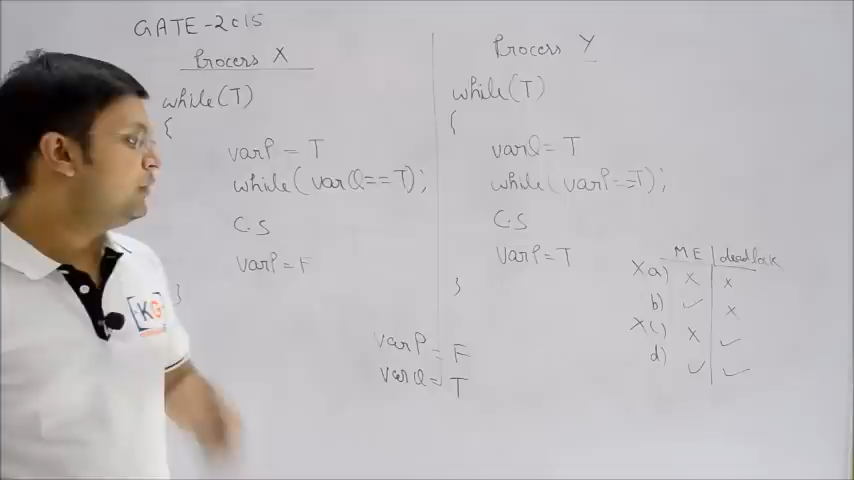 GATE-2015
Process X
while(T)
{
varP = T
while(varQ==T);
C.S
varP = F
}
Process Y
while(T)
{
varQ = T
while(varP==T);
C.S
varP = T
}
varP = F
varQ = T
ME deadlock
X a) X X
b) ✓ X
X c) X ✓
d) ✓ ✓
KG